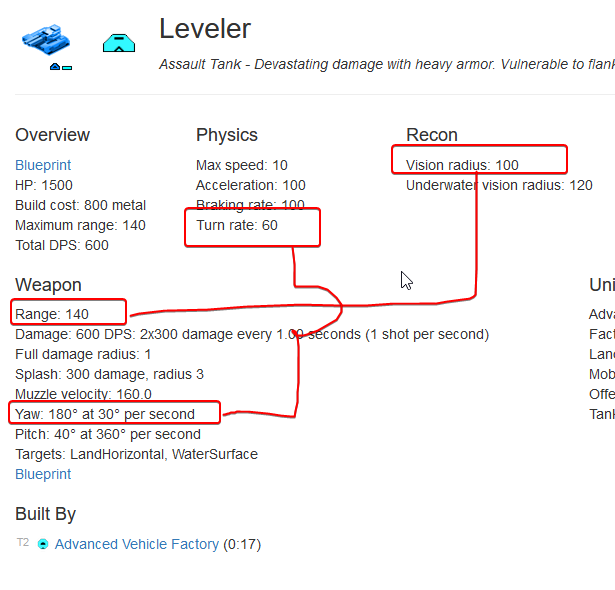 Leveler
Assault Tank - Devastating damage with heavy armor. Vulnerable to flan
Overview
Blueprint
HP: 1500
Build cost: 800 metal
Maximum range: 140
Total DPS: 600
Physics
Max speed: 10
Acceleration: 100
Braking rate: 100
Turn rate: 60
Recon
Vision radius: 100
Underwater vision radius: 120
Weapon
Range: 140
Damage: 600 DPS: 2x300 damage every 1.00 seconds (1 shot per second)
Full damage radius: 1
Splash: 300 damage, radius 3
Muzzle velocity: 160.0
Yaw: 180° at 30° per second
Pitch: 40° at 360° per second
Targets: LandHorizontal, WaterSurface
Blueprint
Uni
Adva
Fact
Land
Mob
Offe
Tank
Built By
T2 Advanced Vehicle Factory (0:17)